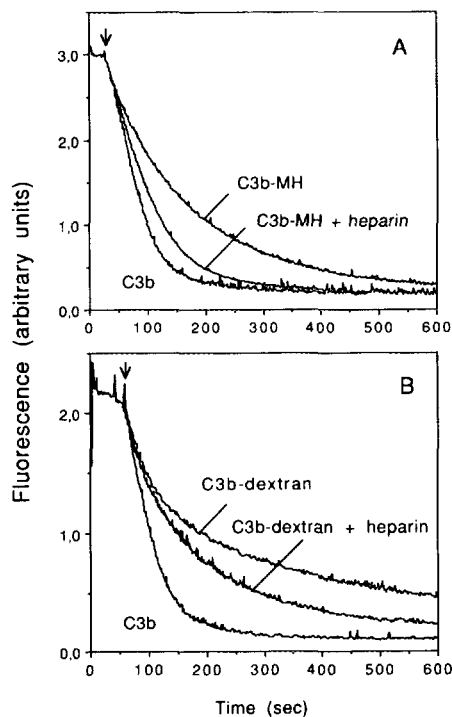 A
3,0
2,0
1,0
0,0
C3b-MH
C3b-MH + heparin
C3b
0 100 200 300 400 500 600
Fluorescence (arbitrary units)
B
2,0
1,0
0,0
C3b-dextran
C3b-dextran + heparin
C3b
0 100 200 300 400 500 600
Time (sec)